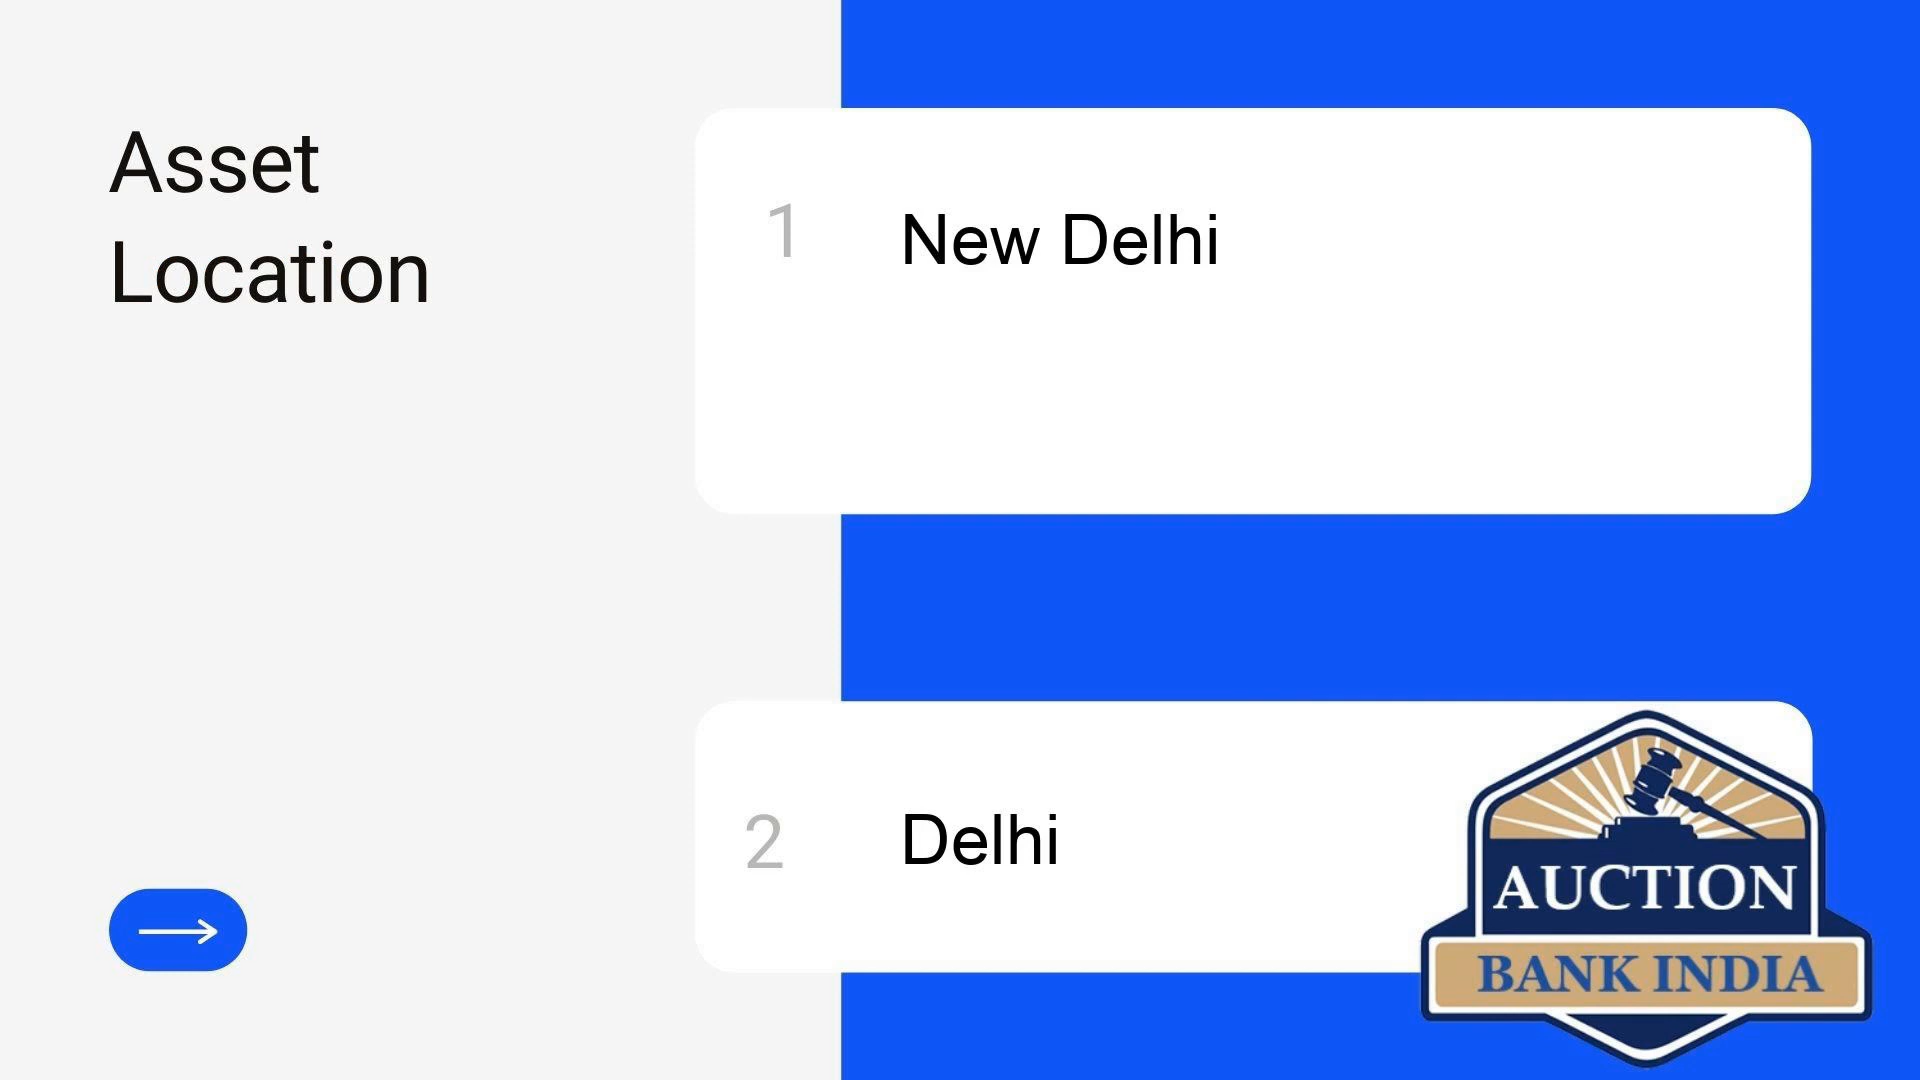 Asset
Location
1
New Delhi
2
Delhi
AUCTION
BANK INDIA